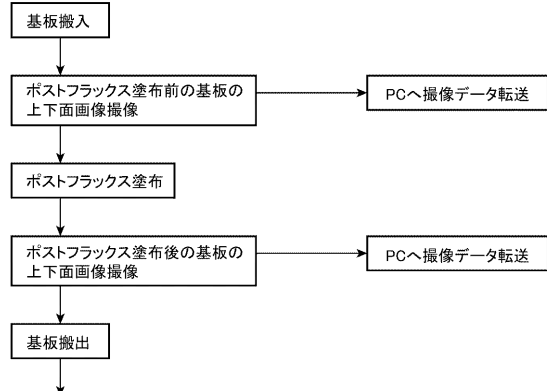 基板搬入
ポストフラックス塗布前の基板の
上下面画像撮像
PCへ撮像データ転送
ポストフラックス塗布
ポストフラックス塗布後の基板の
上下面画像撮像
PCへ撮像データ転送
基板搬出